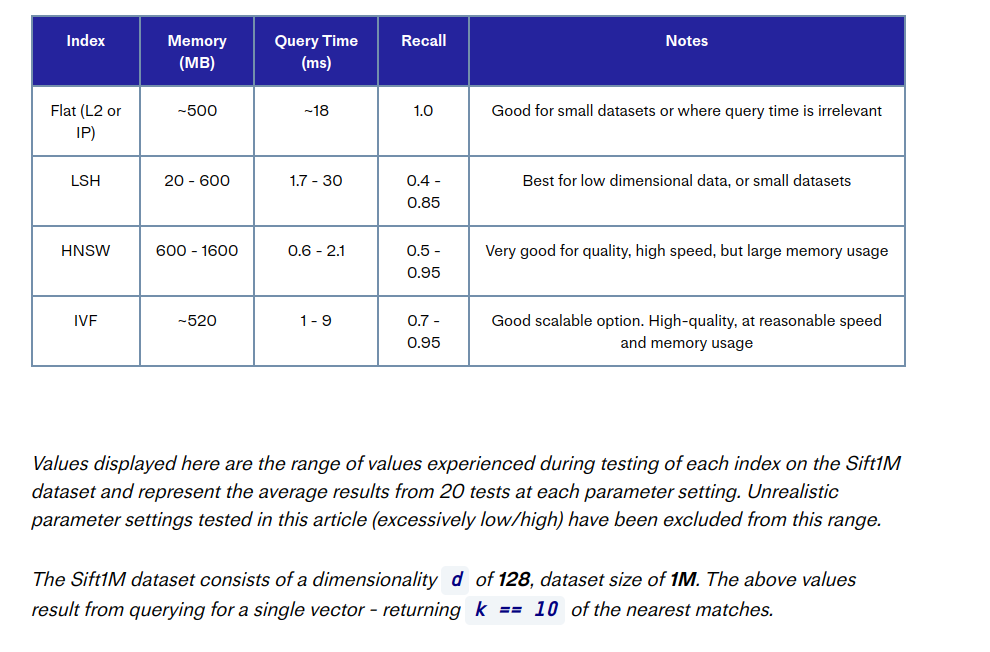 Index Memory (MB) Query Time (ms) Recall Notes
Flat (L2 or IP) ~500 ~18 1.0 Good for small datasets or where query time is irrelevant
LSH 20 - 600 1.7 - 30 0.4 - 0.85 Best for low dimensional data, or small datasets
HNSW 600 - 1600 0.6 - 2.1 0.5 - 0.95 Very good for quality, high speed, but large memory usage
IVF ~520 1 - 9 0.7 - 0.95 Good scalable option. High-quality, at reasonable speed and memory usage
Values displayed here are the range of values experienced during testing of each index on the Sift1M
dataset and represent the average results from 20 tests at each parameter setting. Unrealistic
parameter settings tested in this article (excessively low/high) have been excluded from this range.
The Sift1M dataset consists of a dimensionality d of 128, dataset size of 1M. The above values
result from querying for a single vector - returning k == 10 of the nearest matches.